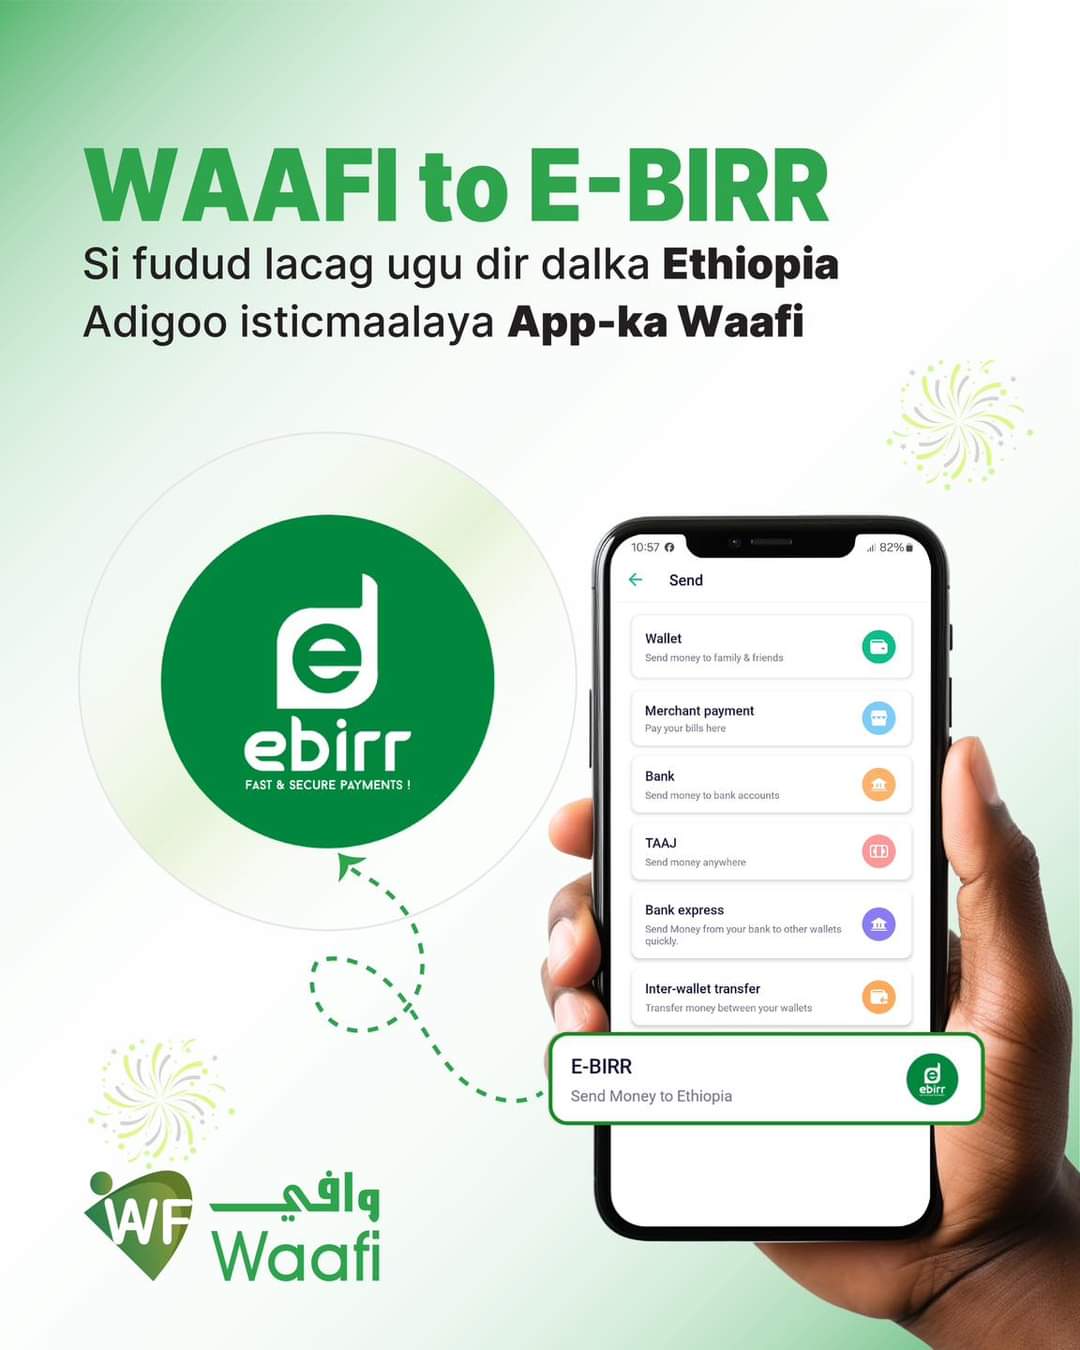 WAAFI to E-BIRR
Si fudud lacag ugu dir dalka Ethiopia
Adigoo isticmaalaya App-ka Waafi
ebirr
FAST & SECURE PAYMENTS !
10:57
82%
Send
Wallet
Send money to family & friends
Merchant payment
Pay your bills here
Bank
Send money to bank accounts
TAAJ
Send money anywhere
Bank express
Send Money from your bank to other wallets
quickly.
Inter-wallet transfer
Transfer money between your wallets
E-BIRR
Send Money to Ethiopia
ebirr
WF
وافي
Waafi